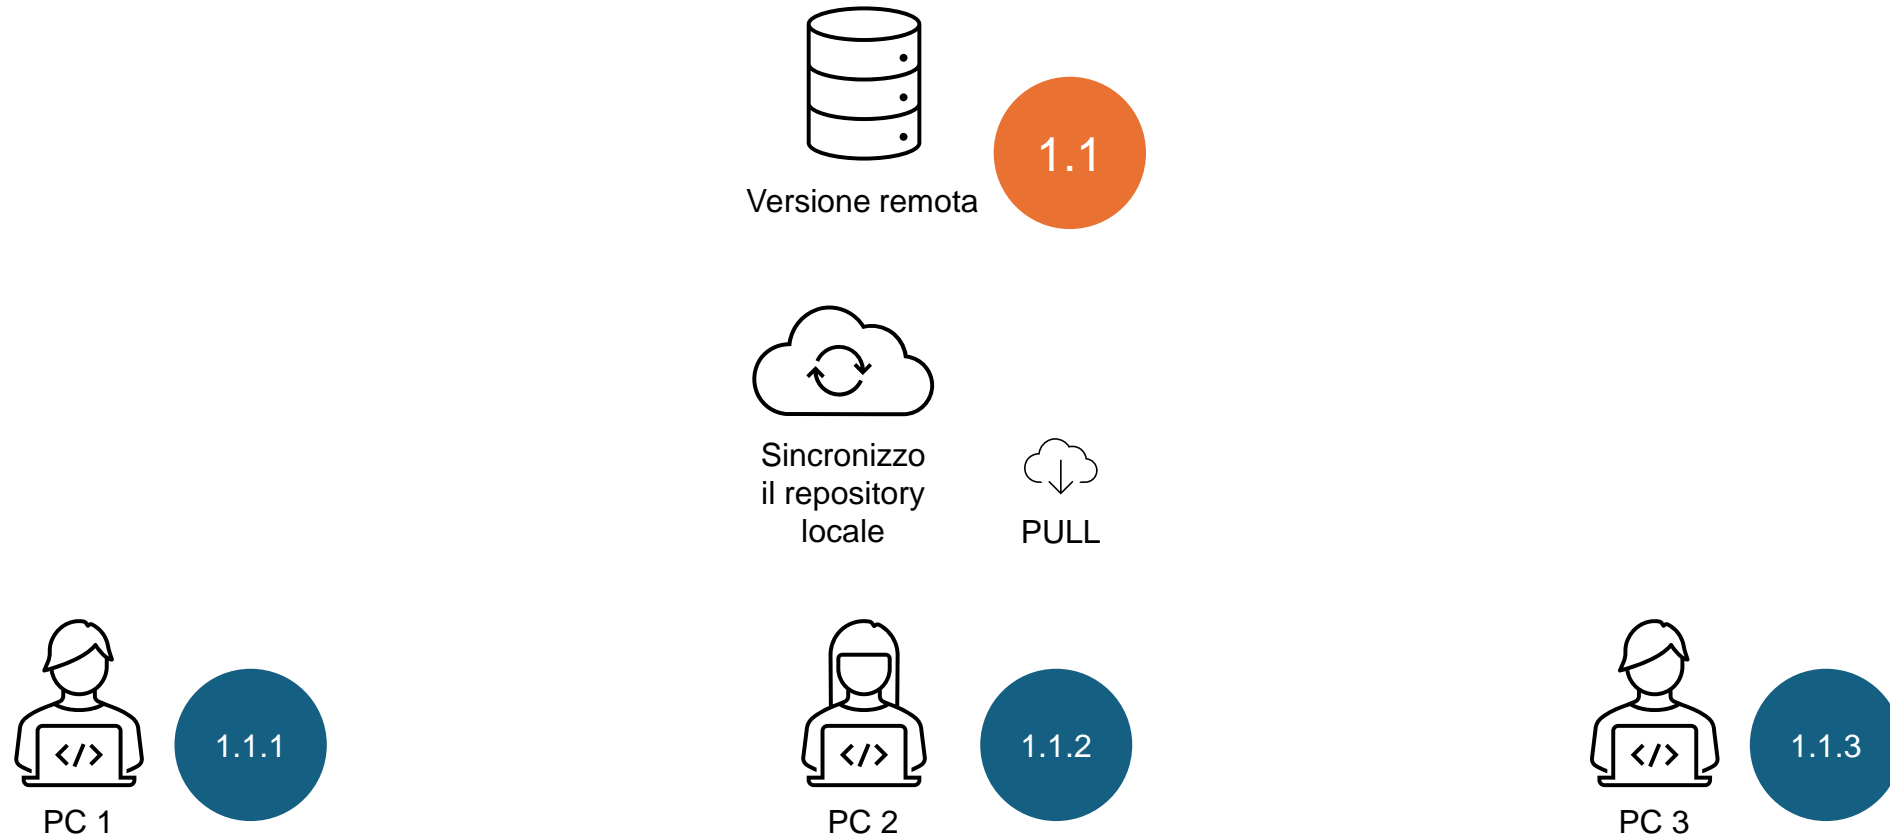 1.1
Versione remota
Sincronizzo
il repository
locale
PULL
</>
1.1.1
PC 1
</>
1.1.2
PC 2
</>
1.1.3
PC 3